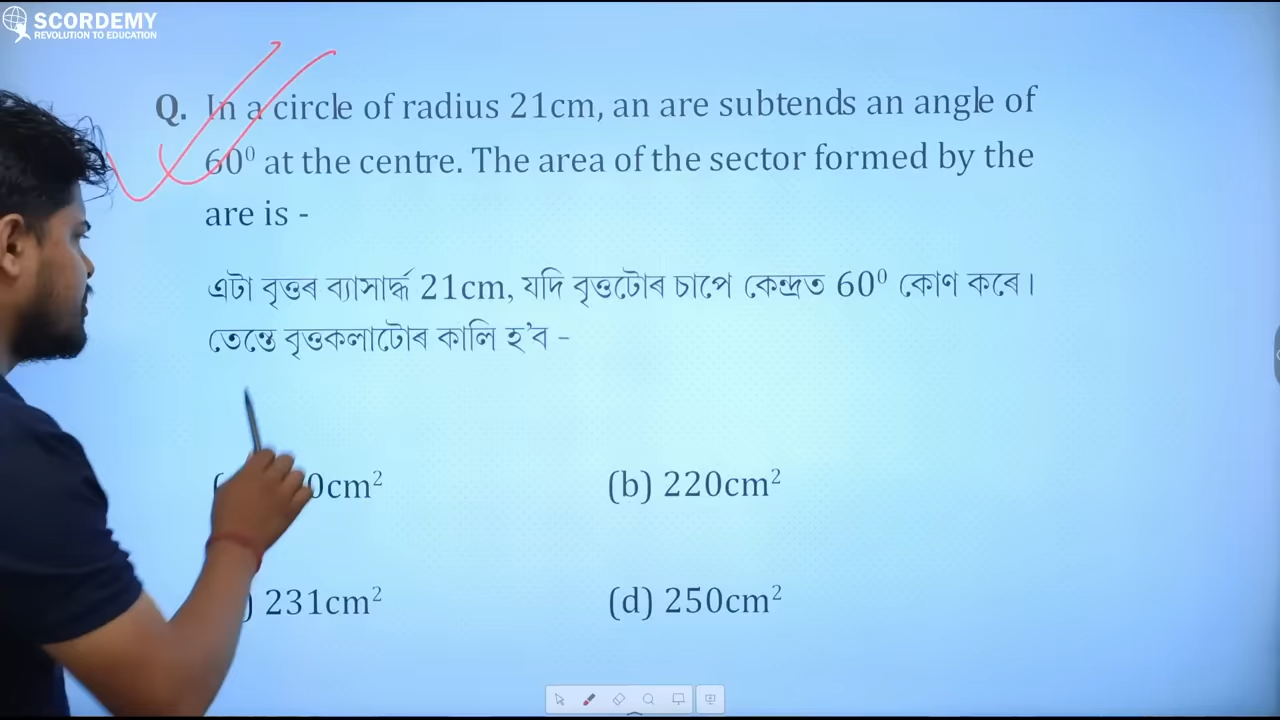 SCORDEMY
REVOLUTION TO EDUCATION
Q. In a circle of radius 21cm, an are subtends an angle of
60⁰ at the centre. The area of the sector formed by the
are is -
এটা বৃত্তৰ ব্যাসাৰ্দ্ধ 21cm, যদি বৃত্তটোৰ চাপে কেন্দ্ৰত 60⁰ কোণ কৰে।
তেন্তে বৃত্তকলাটোৰ কালি হ'ব -
0cm² (b) 220cm²
) 231cm² (d) 250cm²